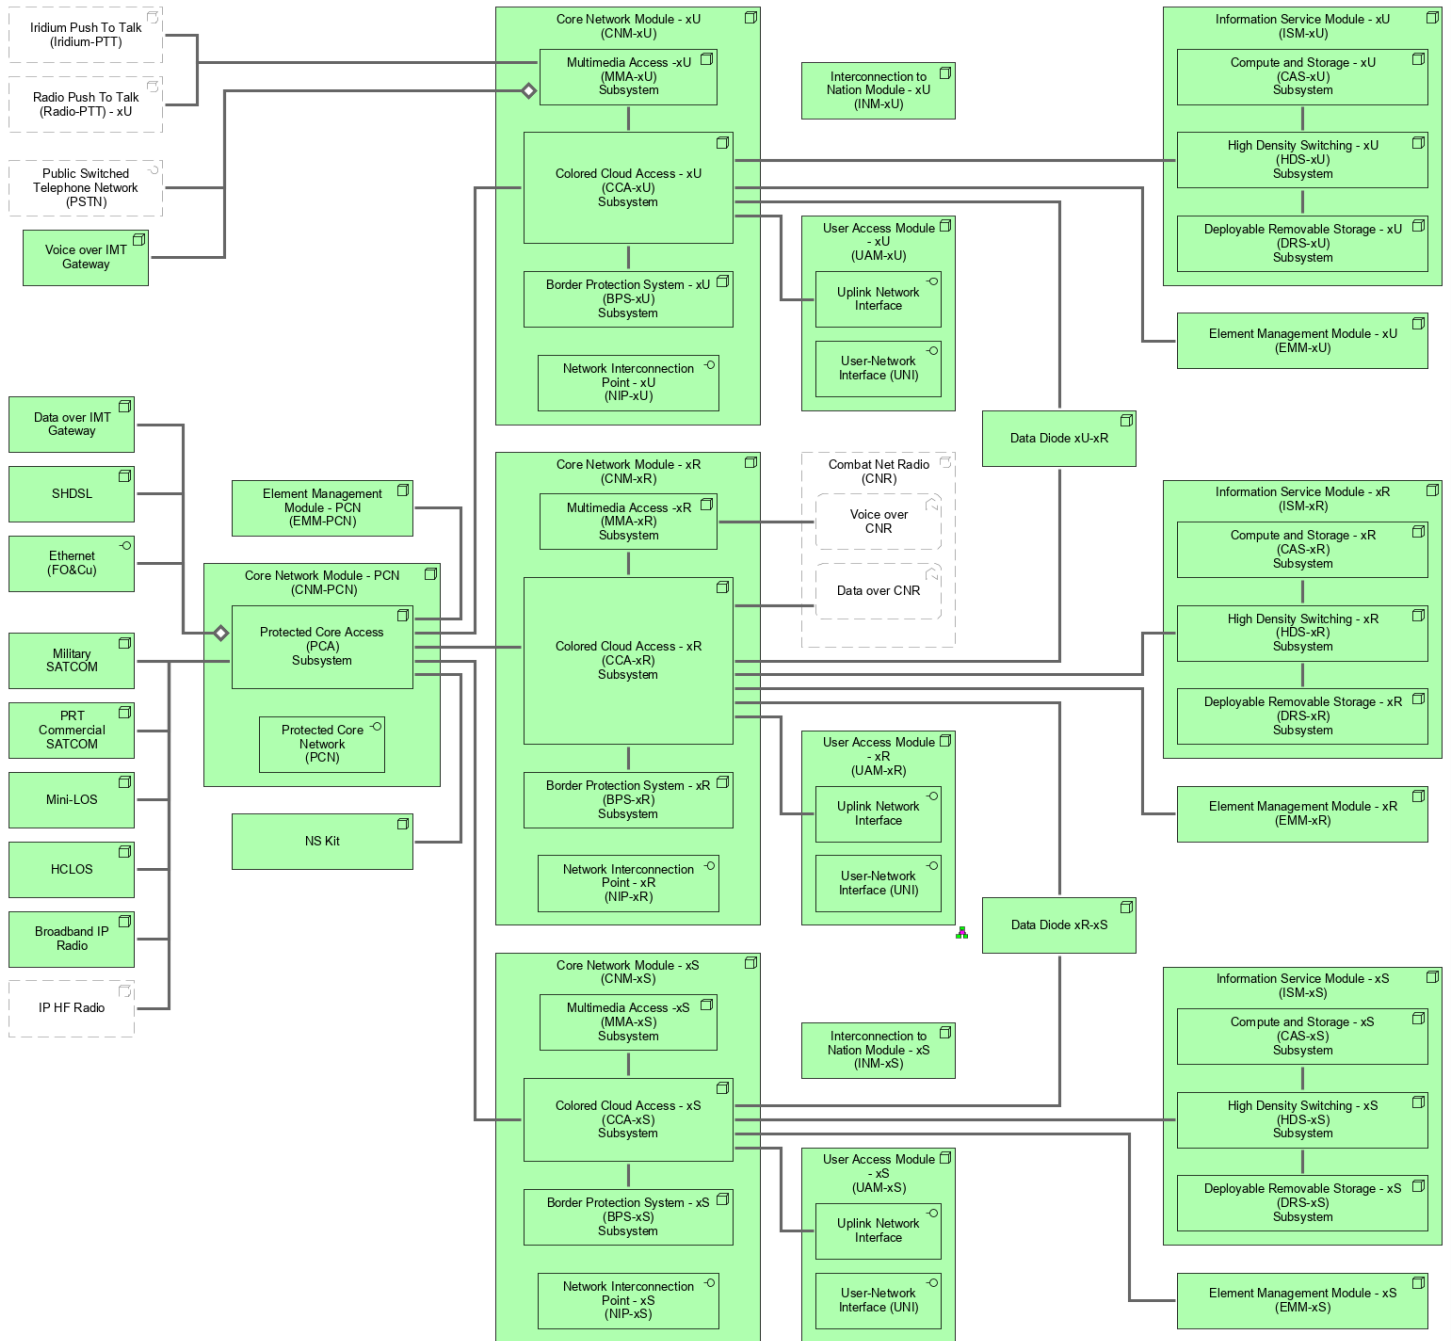 Iridium Push To Talk
(Iridium-PTT)
Radio Push To Talk
(Radio-PTT) - xU
Public Switched
Telephone Network
(PSTN)
Voice over IMT
Gateway
Data over IMT
Gateway
SHDSL
Ethernet
(FO&Cu)
Military
SATCOM
PRT
Commercial
SATCOM
Mini-LOS
HCLOS
Broadband IP
Radio
IP HF Radio
Element Management
Module - PCN
(EMM-PCN)
Core Network Module - PCN
(CNM-PCN)
Protected Core Access
(PCA)
Subsystem
Protected Core
Network
(PCN)
NS Kit
Core Network Module - xU
(CNM-xU)
Multimedia Access -xU
(MMA-xU)
Subsystem
Colored Cloud Access - xU
(CCA-xU)
Subsystem
Border Protection System - xU
(BPS-xU)
Subsystem
Network Interconnection
Point - xU
(NIP-xU)
Core Network Module - xR
(CNM-xR)
Multimedia Access -xR
(MMA-xR)
Subsystem
Colored Cloud Access - xR
(CCA-xR)
Subsystem
Border Protection System - xR
(BPS-xR)
Subsystem
Network Interconnection
Point - xR
(NIP-xR)
Core Network Module - xS
(CNM-xS)
Multimedia Access -xS
(MMA-xS)
Subsystem
Colored Cloud Access - xS
(CCA-xS)
Subsystem
Border Protection System - xS
(BPS-xS)
Subsystem
Network Interconnection
Point - xS
(NIP-xS)
Interconnection to
Nation Module - xU
(INM-xU)
User Access Module
- xU
(UAM-xU)
Uplink Network
Interface
User-Network
Interface (UNI)
Data Diode xU-xR
Combat Net Radio
(CNR)
Voice over
CNR
Data over CNR
User Access Module
- xR
(UAM-xR)
Uplink Network
Interface
User-Network
Interface (UNI)
Data Diode xR-xS
Interconnection to
Nation Module - xS
(INM-xS)
User Access Module
- xS
(UAM-xS)
Uplink Network
Interface
User-Network
Interface (UNI)
Information Service Module - xU
(ISM-xU)
Compute and Storage - xU
(CAS-xU)
Subsystem
High Density Switching - xU
(HDS-xU)
Subsystem
Deployable Removable Storage - xU
(DRS-xU)
Subsystem
Element Management Module - xU
(EMM-xU)
Information Service Module - xR
(ISM-xR)
Compute and Storage - xR
(CAS-xR)
Subsystem
High Density Switching - xR
(HDS-xR)
Subsystem
Deployable Removable Storage - xR
(DRS-xR)
Subsystem
Element Management Module - xR
(EMM-xR)
Information Service Module - xS
(ISM-xS)
Compute and Storage - xS
(CAS-xS)
Subsystem
High Density Switching - xS
(HDS-xS)
Subsystem
Deployable Removable Storage - xS
(DRS-xS)
Subsystem
Element Management Module - xS
(EMM-xS)